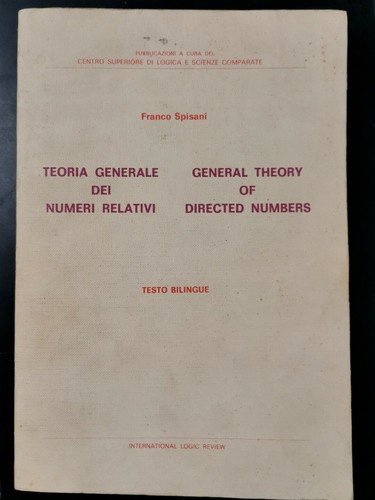 PUBBLICAZIONI A CURA DEL
CENTRO SUPERIORE DI LOGICA E SCIENZE COMPARATE
Franco Spisani
TEORIA GENERALE
DEI
NUMERI RELATIVI
GENERAL THEORY
OF
DIRECTED NUMBERS
TESTO BILINGUE
INTERNATIONAL LOGIC REVIEW